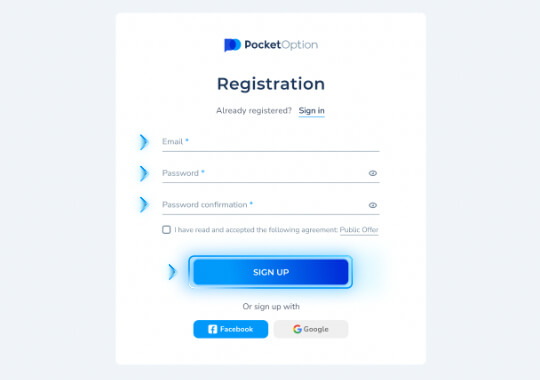 PocketOption
Registration
Already registered? Sign in
Email *
Password *
Password confirmation *
I have read and accepted the following agreement: Public Offer
SIGN UP
Or sign up with
Facebook Google